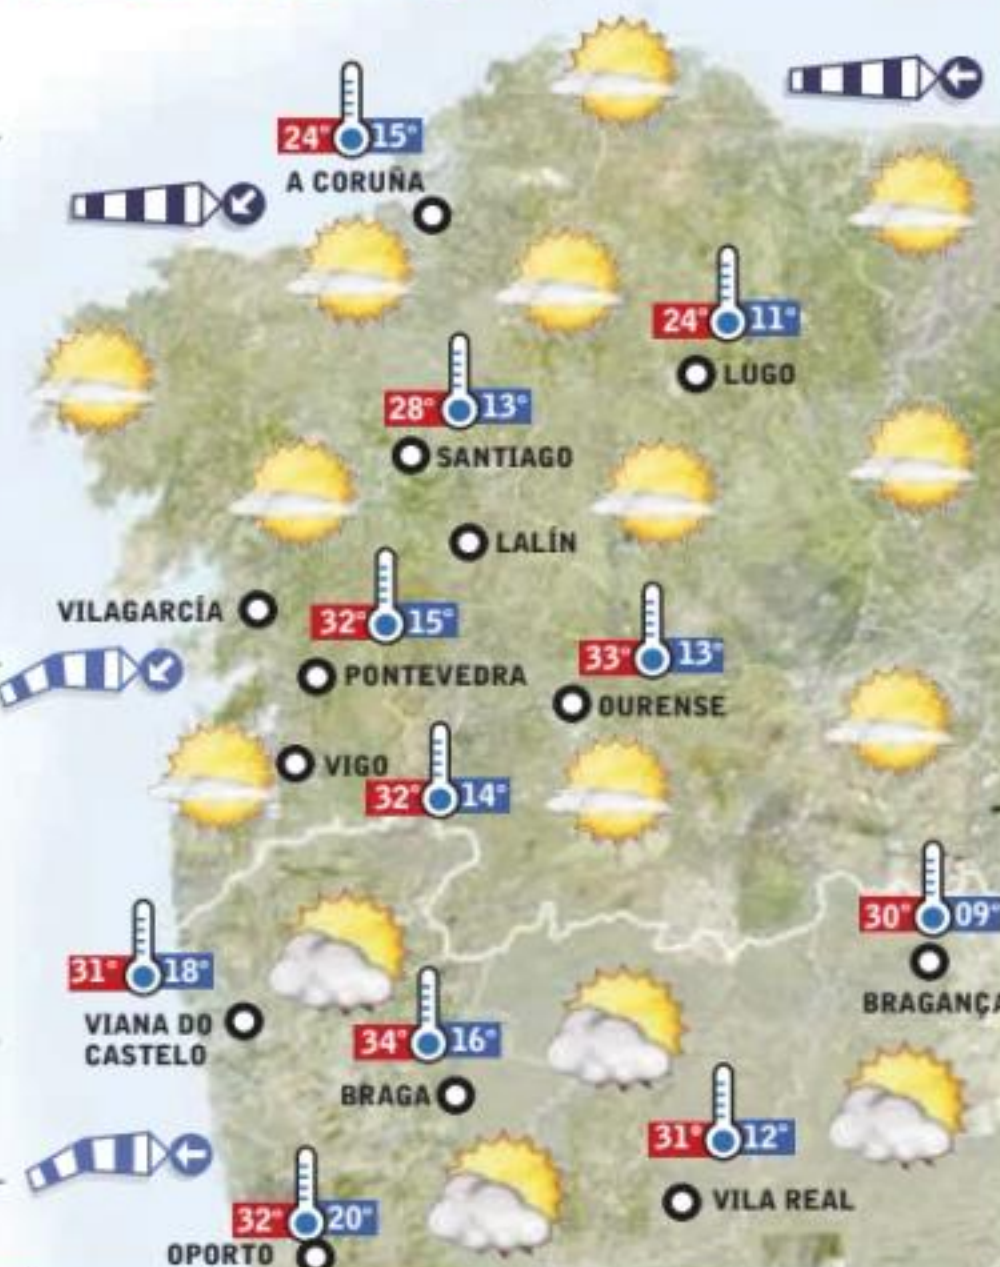 24° 15°
A CORUÑA
24° 11°
LUGO
28° 13°
SANTIAGO
LALÍN
VILAGARCÍA
32° 15°
PONTEVEDRA
33° 13°
OURENSE
VIGO
32° 14°
30° 09°
BRAGANÇA
31° 18°
VIANA DO
CASTELO
34° 16°
BRAGA
31° 12°
VILA REAL
32° 20°
OPORTO